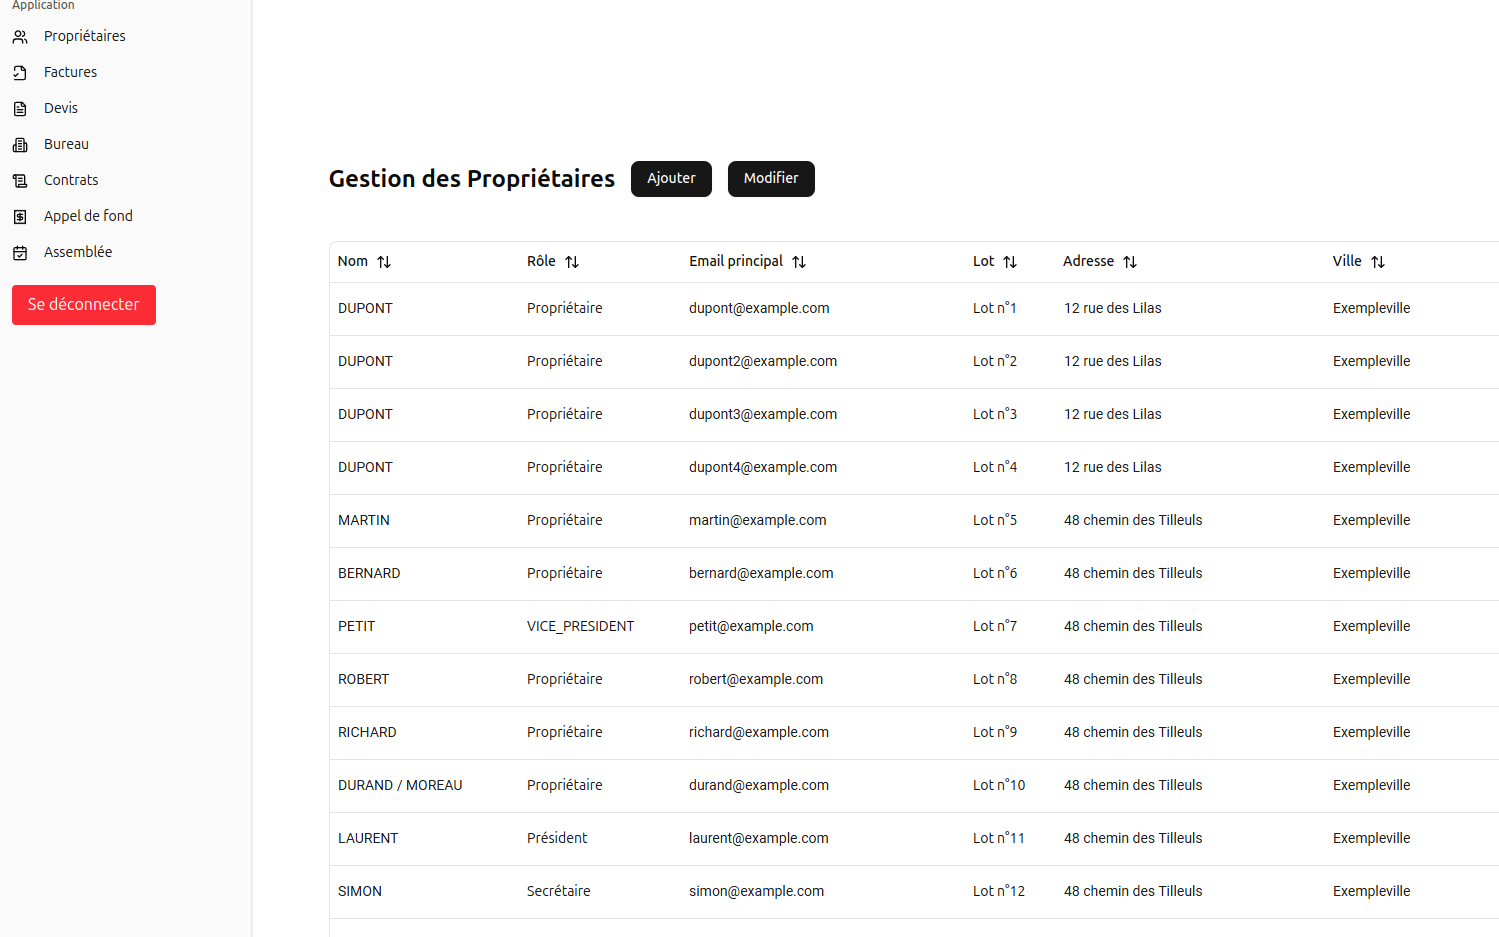 Application
Propriétaires
Factures
Devis
Bureau
Contrats
Appel de fond
Assemblée
Se déconnecter
Gestion des Propriétaires Ajouter Modifier
Nom Rôle Email principal Lot Adresse Ville
DUPONT Propriétaire dupont@example.com Lot n°1 12 rue des Lilas Exempleville
DUPONT Propriétaire dupont2@example.com Lot n°2 12 rue des Lilas Exempleville
DUPONT Propriétaire dupont3@example.com Lot n°3 12 rue des Lilas Exempleville
DUPONT Propriétaire dupont4@example.com Lot n°4 12 rue des Lilas Exempleville
MARTIN Propriétaire martin@example.com Lot n°5 48 chemin des Tilleuls Exempleville
BERNARD Propriétaire bernard@example.com Lot n°6 48 chemin des Tilleuls Exempleville
PETIT VICE_PRESIDENT petit@example.com Lot n°7 48 chemin des Tilleuls Exempleville
ROBERT Propriétaire robert@example.com Lot n°8 48 chemin des Tilleuls Exempleville
RICHARD Propriétaire richard@example.com Lot n°9 48 chemin des Tilleuls Exempleville
DURAND / MOREAU Propriétaire durand@example.com Lot n°10 48 chemin des Tilleuls Exempleville
LAURENT Président laurent@example.com Lot n°11 48 chemin des Tilleuls Exempleville
SIMON Secrétaire simon@example.com Lot n°12 48 chemin des Tilleuls Exempleville